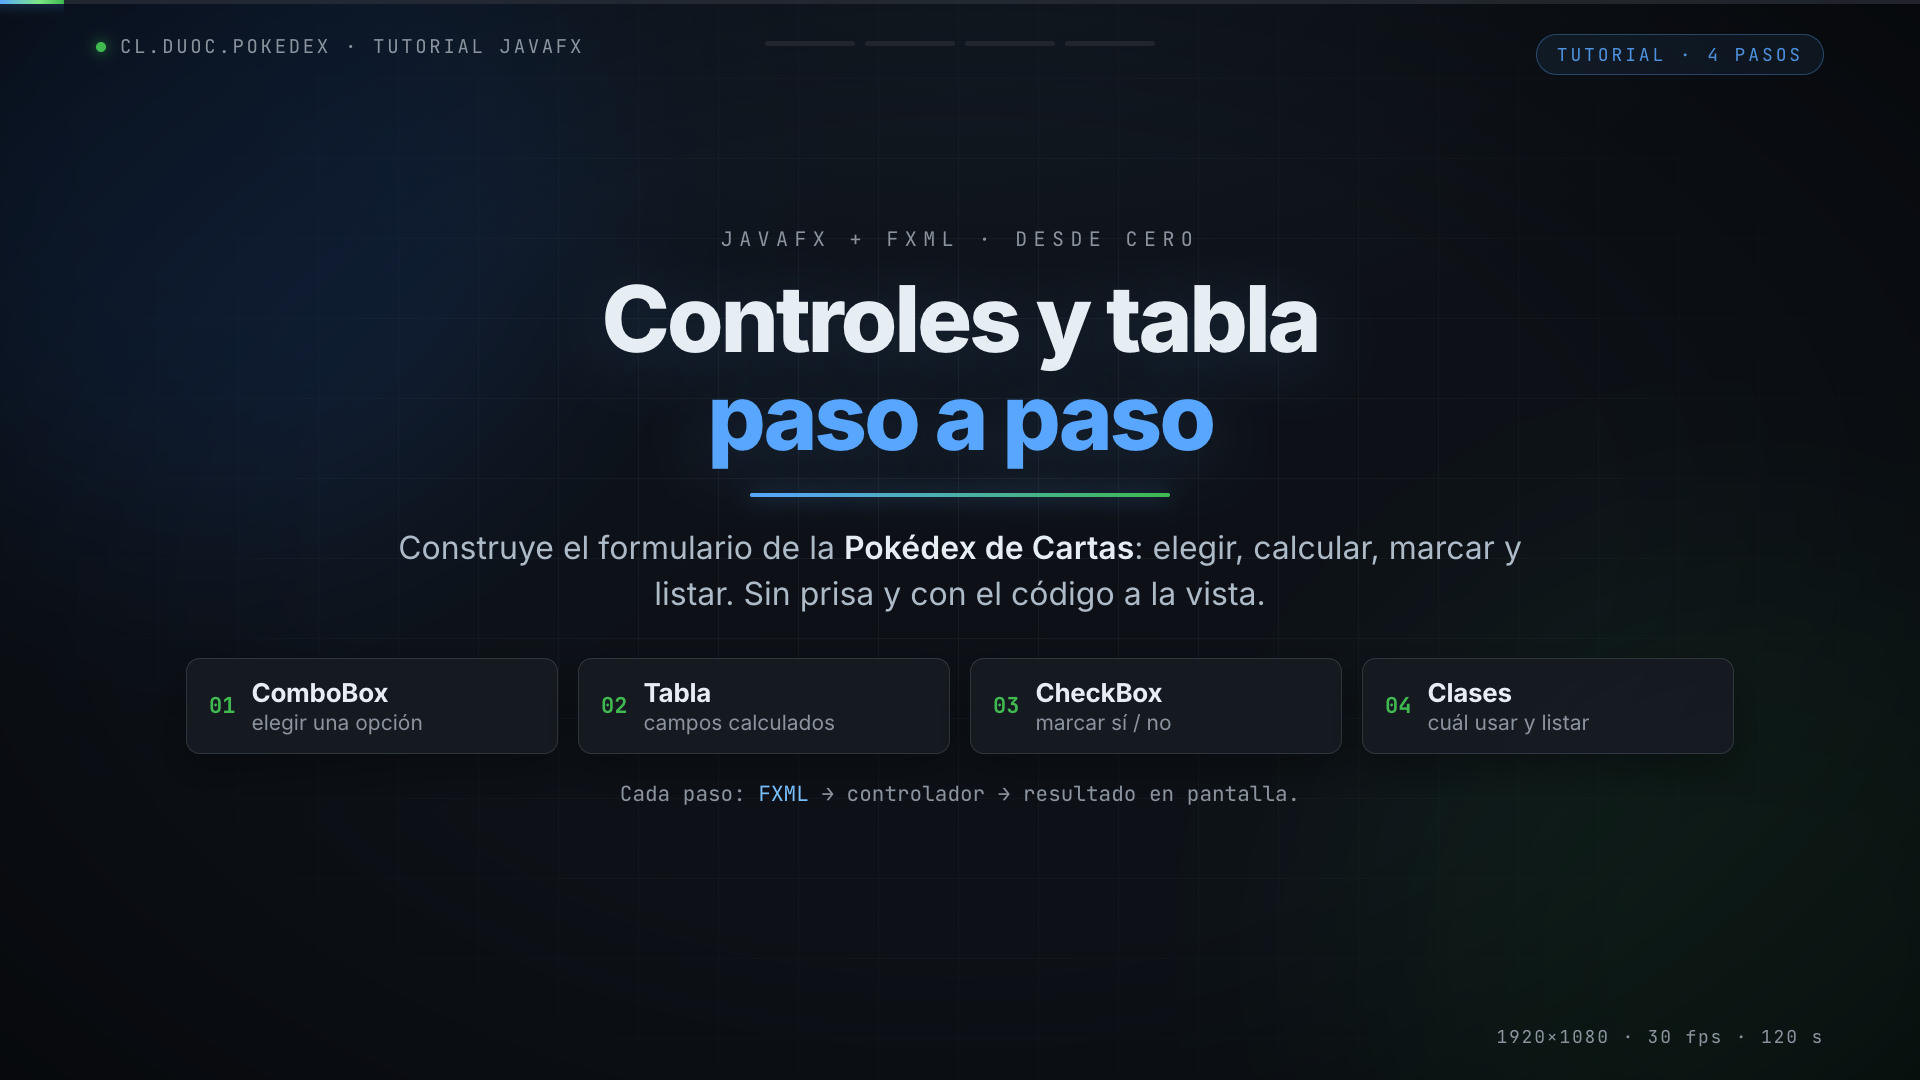 CL.DUOC.POKEDEX · TUTORIAL JAVAFX
TUTORIAL · 4 PASOS
JAVAFX + FXML · DESDE CERO
Controles y tabla
paso a paso
Construye el formulario de la Pokédex de Cartas: elegir, calcular, marcar y
listar. Sin prisa y con el código a la vista.
01 ComboBox
elegir una opción
02 Tabla
campos calculados
03 CheckBox
marcar sí / no
04 Clases
cuál usar y listar
Cada paso: FXML → controlador → resultado en pantalla.
1920×1080 · 30 fps · 120 s